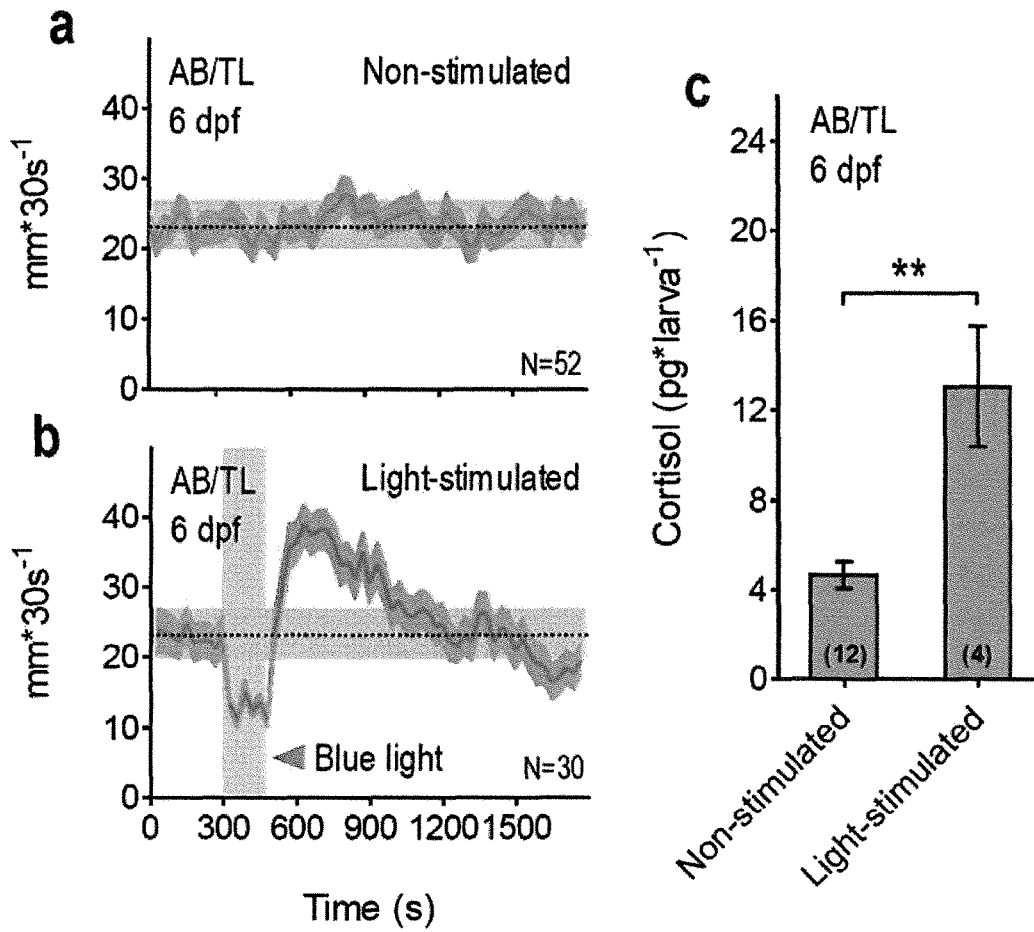 a
AB/TL
6 dpf
Non-stimulated
mm*30s⁻¹
40
30
20
10
0
N=52
b
AB/TL
6 dpf
Light-stimulated
mm*30s⁻¹
40
30
20
10
0
Blue light
N=30
0 300 600 900 1200 1500
Time (s)
c
AB/TL
6 dpf
Cortisol (pg*larva⁻¹)
24
20
16
12
8
4
0
**
(12) (4)
Non-stimulated
Light-stimulated